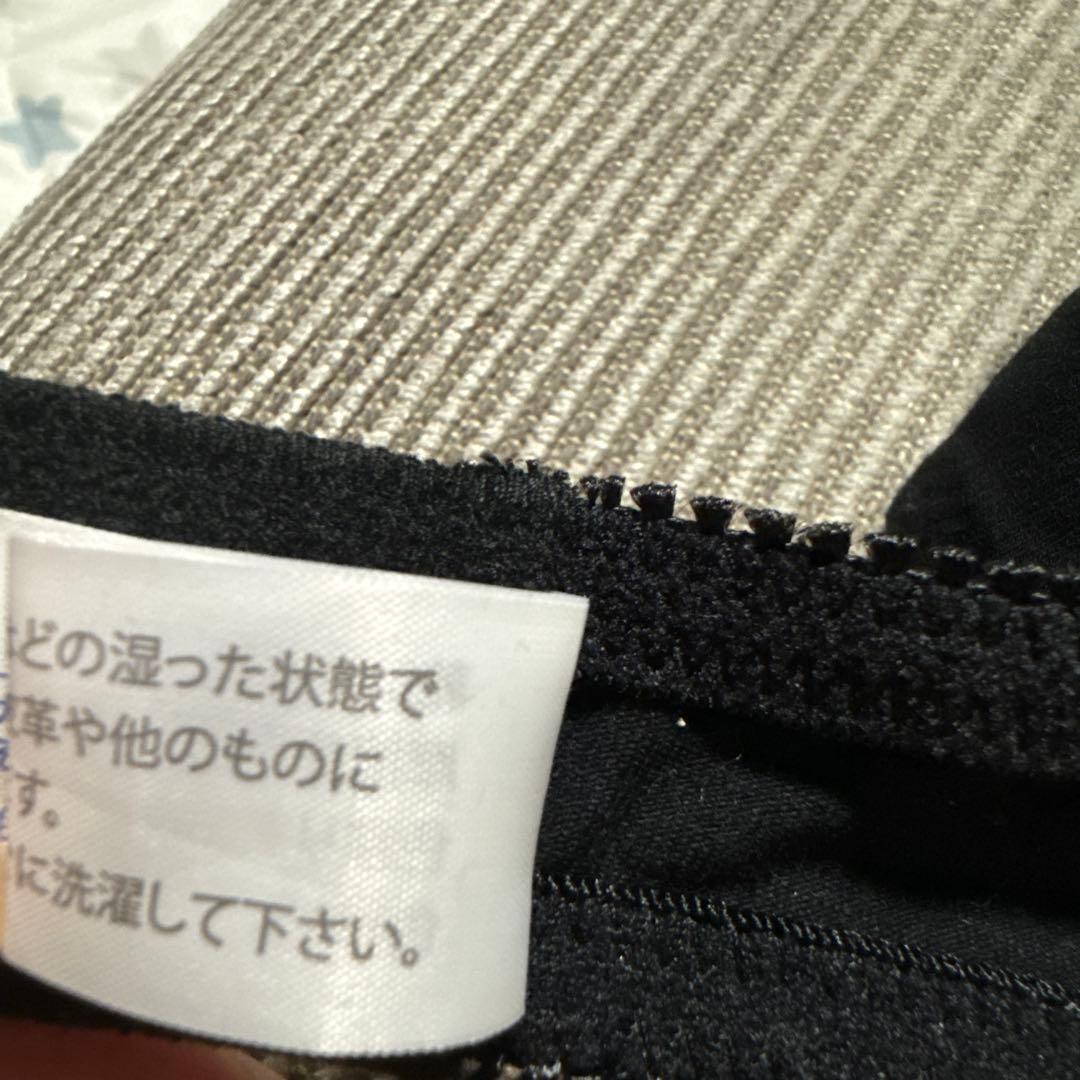 どの湿った状態で
革や他のものに
す。
に洗濯して下さい。